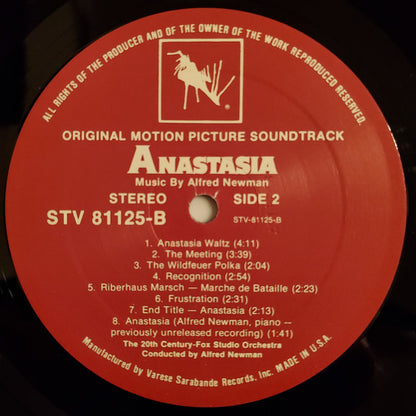 ALL RIGHTS OF THE PRODUCER AND OF THE OWNER OF THE WORK REPRODUCED RESERVED.
®
ORIGINAL MOTION PICTURE SOUNDTRACK
ANASTASIA
Music By Alfred Newman
STEREO SIDE 2
STV 81125-B STV-81125-B
1. Anastasia Waltz (4:11)
2. The Meeting (3:39)
3. The Wildfeuer Polka (2:04)
4. Recognition (2:54)
5. Riberhaus Marsch — Marche de Bataille (2:23)
6. Frustration (2:31)
7. End Title — Anastasia (2:13)
8. Anastasia (Alfred Newman, piano —
previously unreleased recording) (1:41)
The 20th Century-Fox Studio Orchestra
Conducted by Alfred Newman
Manufactured by Varese Sarabande Records, Inc. MADE IN U.S.A.